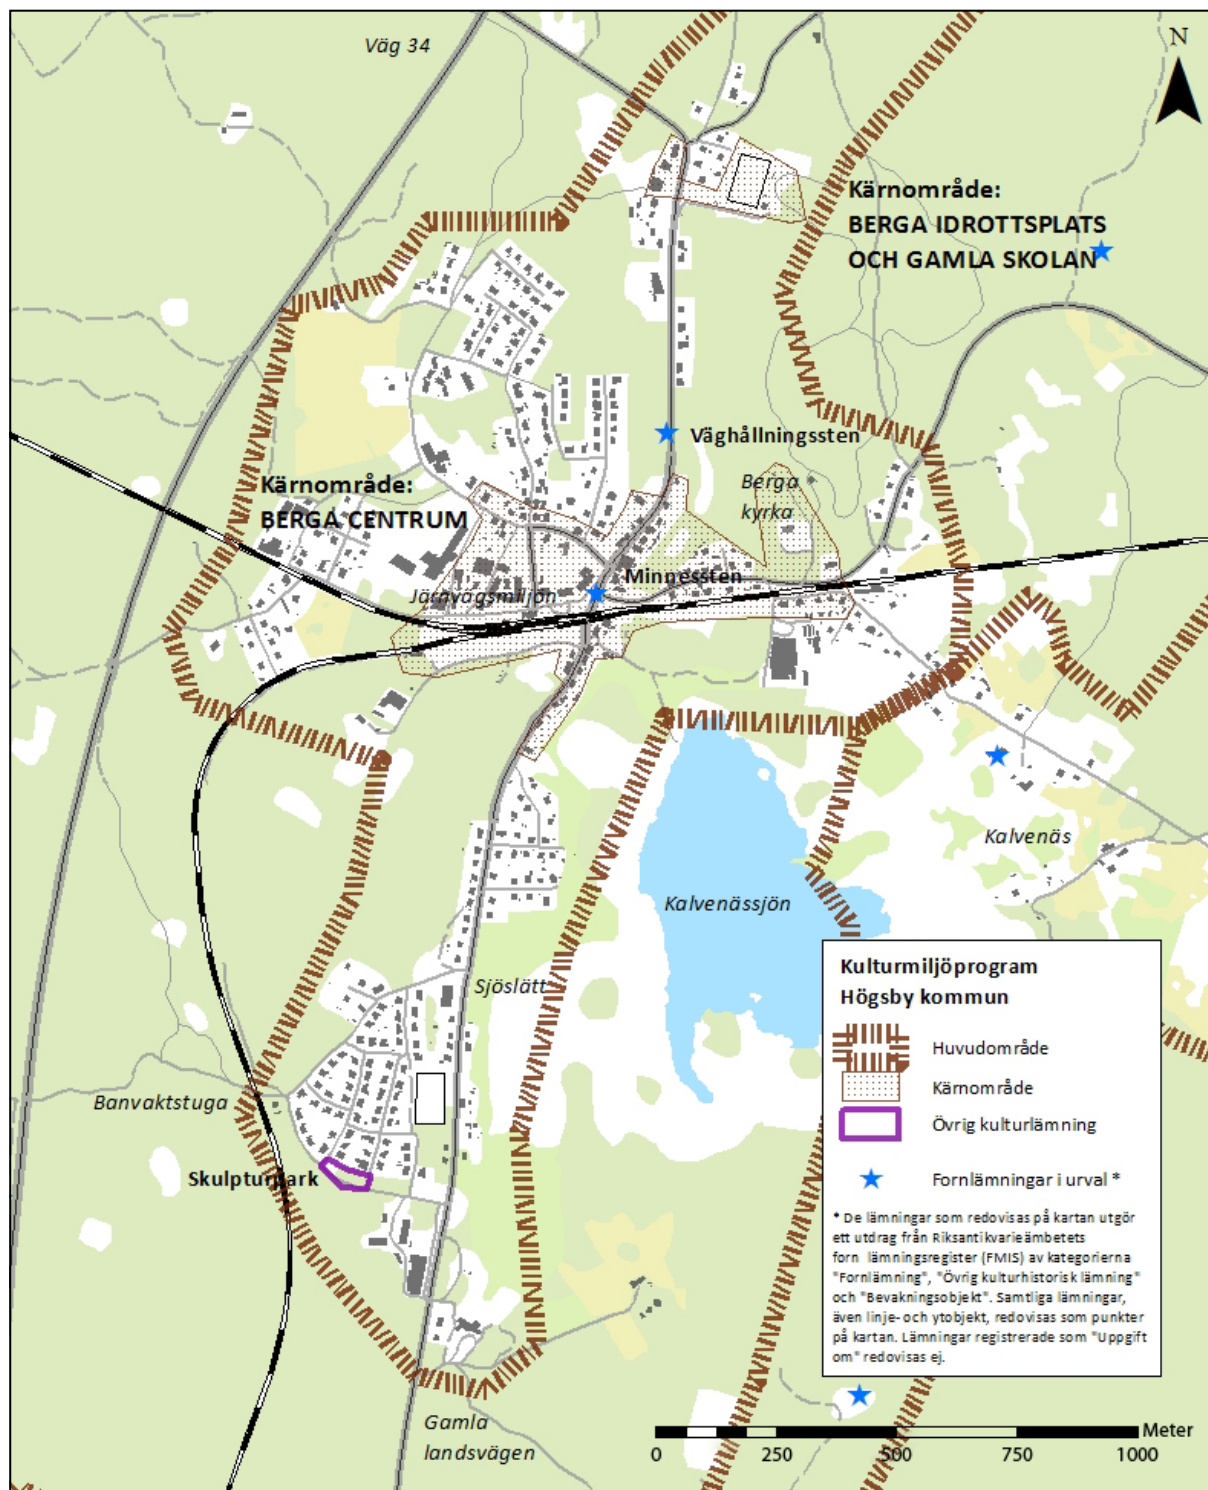 Väg 34
N
Kärnområde:
BERGA IDROTTSPLATS
OCH GAMLA SKOLAN
Väghållningssten
Berga
kyrka
Kärnområde:
BERGA CENTRUM
Minnessten
Järnvägsmiljön
Kalvenäs
Kalvenässjön
Sjöslätt
Banvaktstuga
Skulpturpark
Gamla
landsvägen
Kulturmiljöprogram
Högsby kommun
Huvudområde
Kärnområde
Övrig kulturlämning
Fornlämningar i urval *
* De lämningar som redovisas på kartan utgör
ett utdrag från Riksantikvarieämbetets
forn lämningsregister (FMIS) av kategorierna
"Fornlämning", "Övrig kulturhistorisk lämning"
och "Bevakningsobjekt". Samtliga lämningar,
även linje- och ytobjekt, redovisas som punkter
på kartan. Lämningar registrerade som "Uppgift
om" redovisas ej.
Meter
0 250 500 750 1000